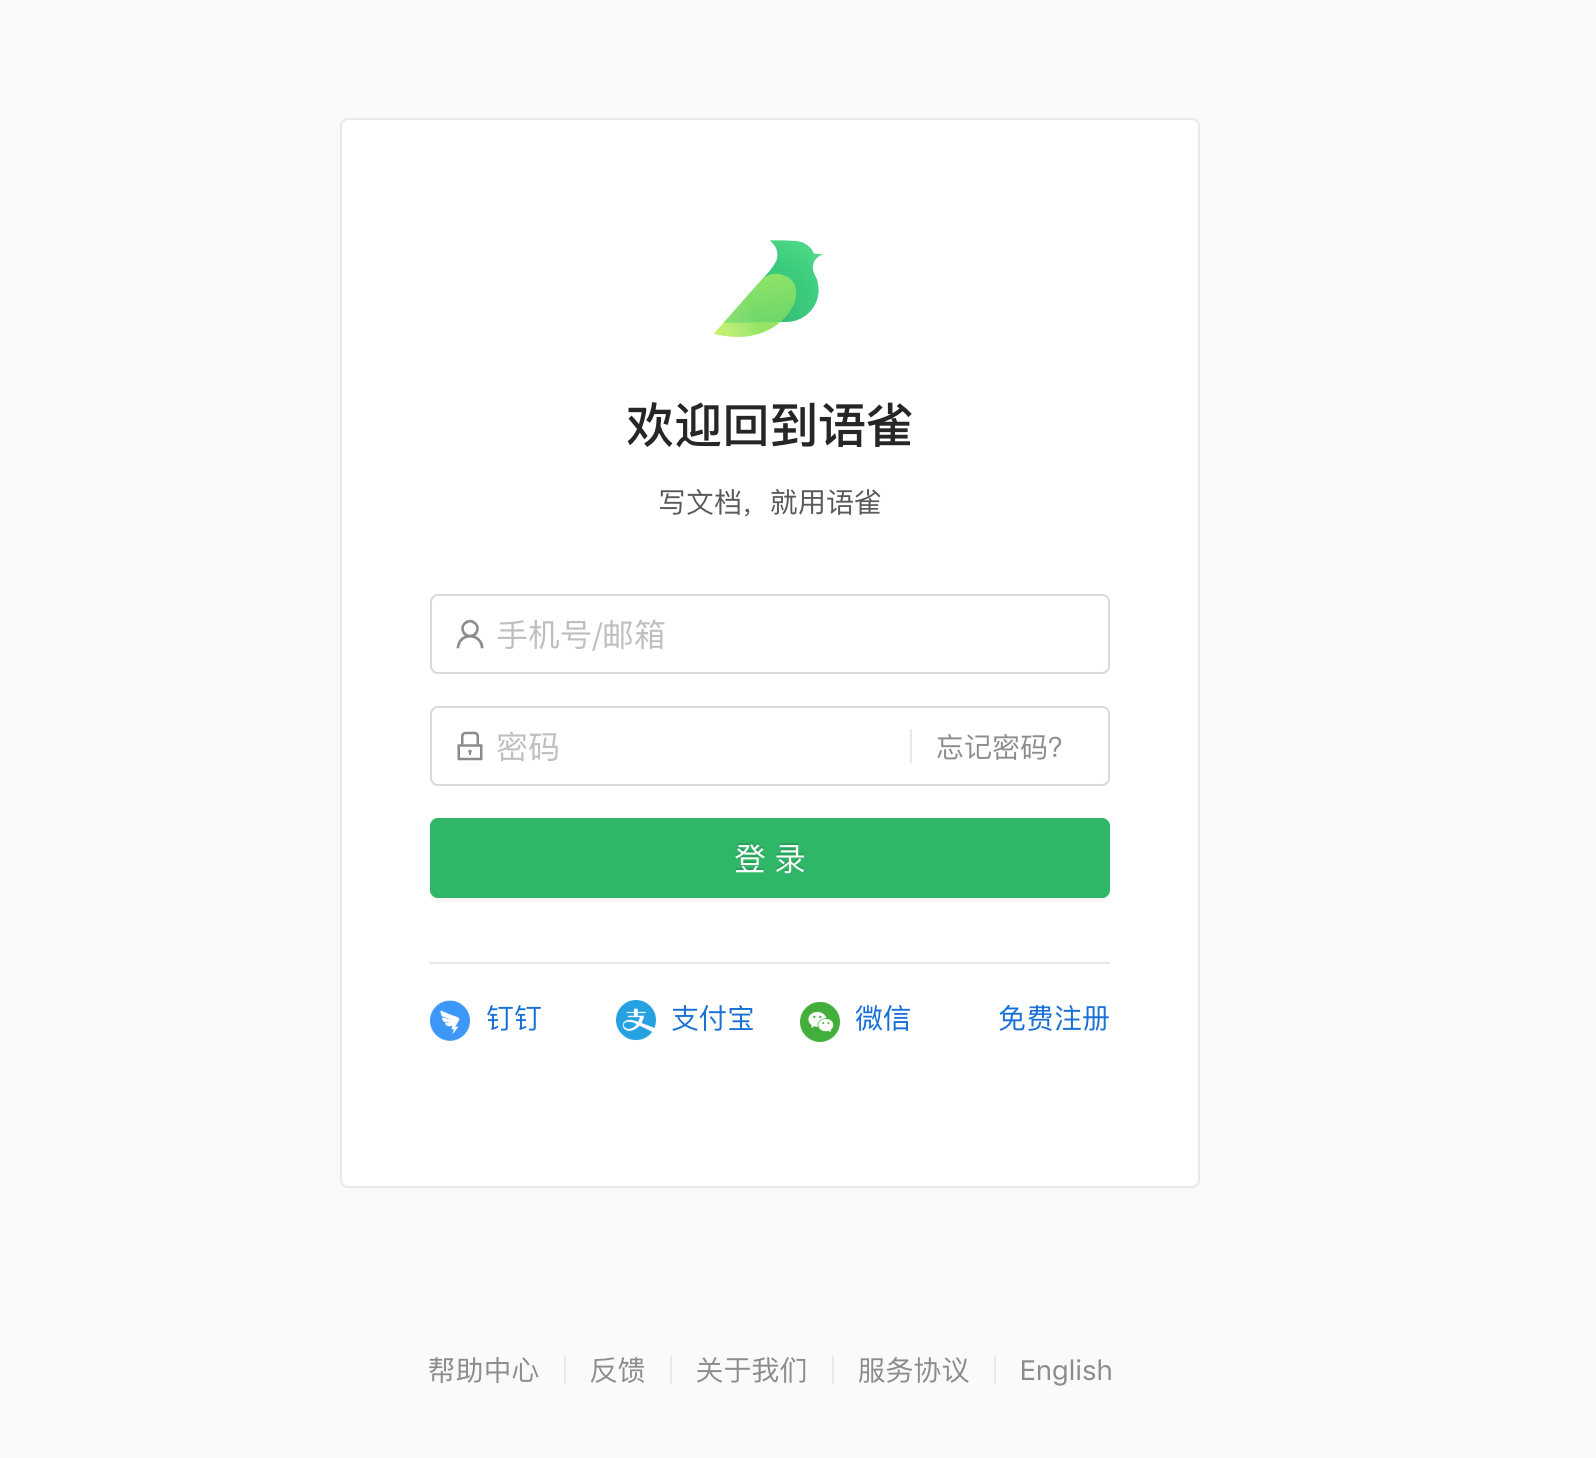 欢迎回到语雀
写文档，就用语雀
手机号/邮箱
密码 忘记密码?
登 录
钉钉 支付宝 微信 免费注册
帮助中心 反馈 关于我们 服务协议 English